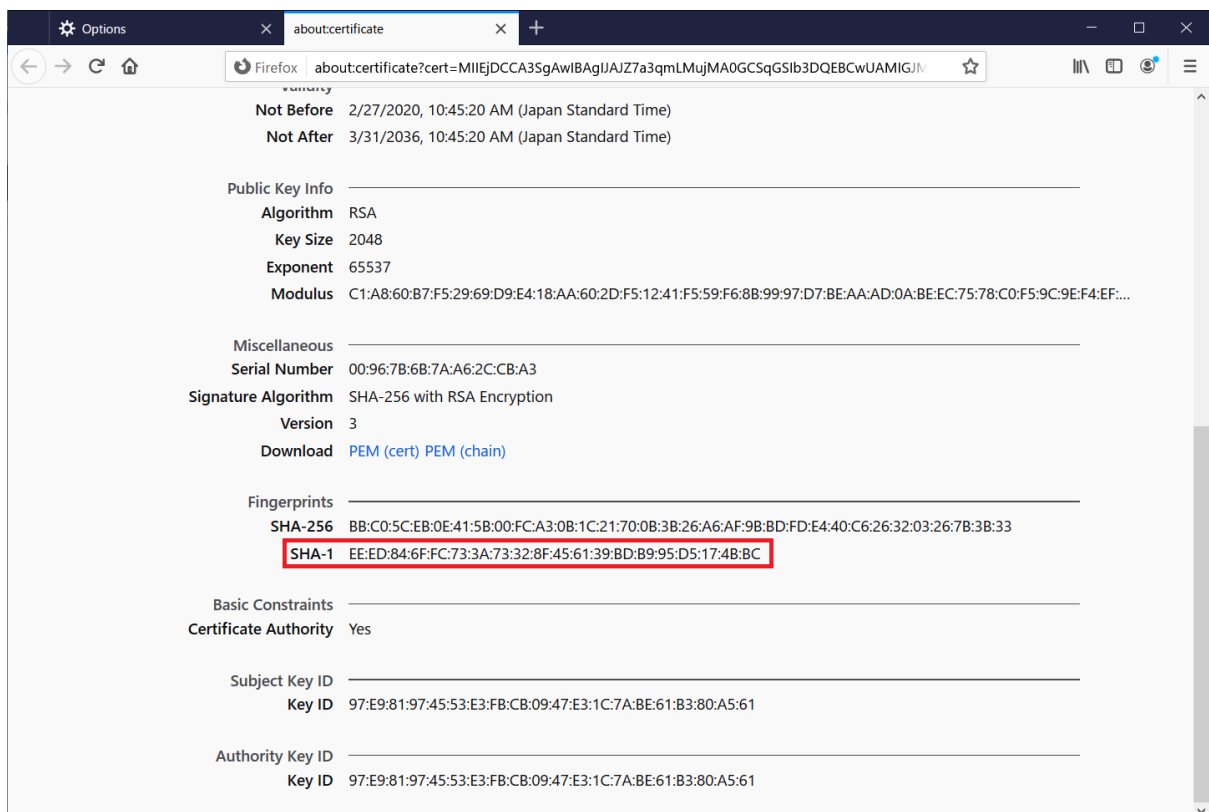 Options
about:certificate
Firefox about:certificate?cert=MIIEjDCCA3SgAwIBAgIJAJZ7a3qmLMujMA0GCSqGSIb3DQEBCwUAMIGJM
Validity
Not Before 2/27/2020, 10:45:20 AM (Japan Standard Time)
Not After 3/31/2036, 10:45:20 AM (Japan Standard Time)
Public Key Info
Algorithm RSA
Key Size 2048
Exponent 65537
Modulus C1:A8:60:B7:F5:29:69:D9:E4:18:AA:60:2D:F5:12:41:F5:59:F6:8B:99:97:D7:BE:AA:AD:0A:BE:EC:75:78:C0:F5:9C:9E:F4:EF:...
Miscellaneous
Serial Number 00:96:7B:6B:7A:A6:2C:CB:A3
Signature Algorithm SHA-256 with RSA Encryption
Version 3
Download PEM (cert) PEM (chain)
Fingerprints
SHA-256 BB:C0:5C:EB:0E:41:5B:00:FC:A3:0B:1C:21:70:0B:3B:26:A6:AF:9B:BD:FD:E4:40:C6:26:32:03:26:7B:3B:33
SHA-1 EE:ED:84:6F:FC:73:3A:73:32:8F:45:61:39:BD:B9:95:D5:17:4B:BC
Basic Constraints
Certificate Authority Yes
Subject Key ID
Key ID 97:E9:81:97:45:53:E3:FB:CB:09:47:E3:1C:7A:BE:61:B3:80:A5:61
Authority Key ID
Key ID 97:E9:81:97:45:53:E3:FB:CB:09:47:E3:1C:7A:BE:61:B3:80:A5:61